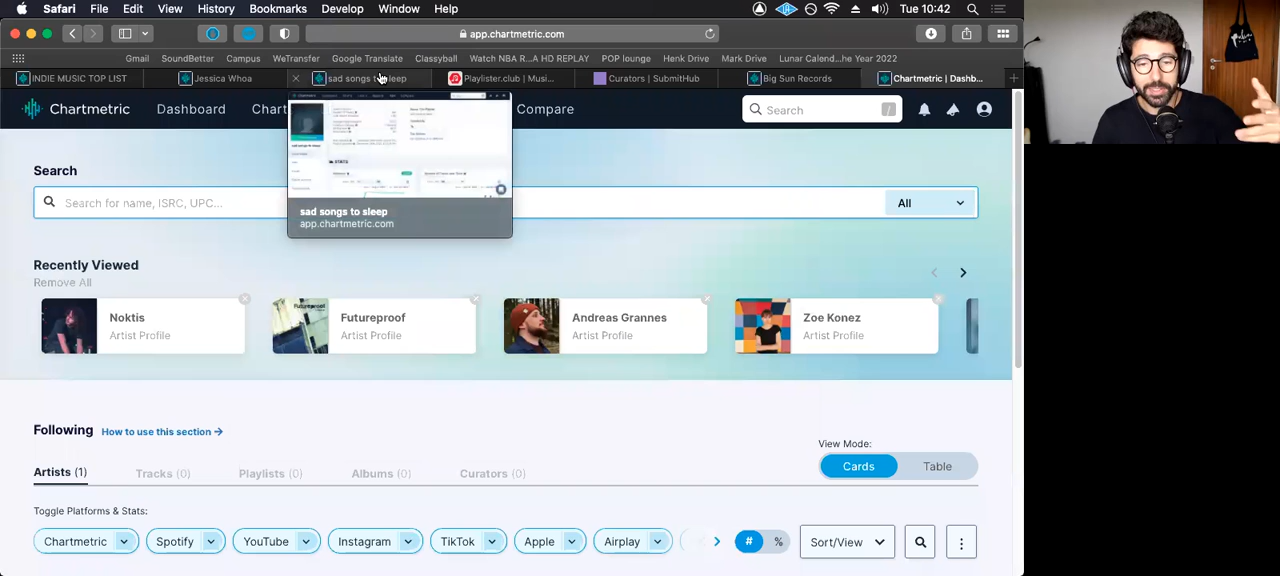 Safari File Edit View History Bookmarks Develop Window Help Tue 10:42
app.chartmetric.com
Gmail SoundBetter Campus WeTransfer Google Translate Classyball Watch NBA R...A HD REPLAY POP lounge Henk Drive Mark Drive Lunar Calend...he Year 2022
INDIE MUSIC TOP LIST Jessica Whoa sad songs to sleep Playlister.club | Musi... Curators | SubmitHub Big Sun Records Chartmetric | Dashb...
Chartmetric Dashboard Chart Compare Search /
Search
Search for name, ISRC, UPC... All
sad songs to sleep
app.chartmetric.com
Recently Viewed
Remove All
Noktis Futureproof Andreas Grannes Zoe Konez
Artist Profile Artist Profile Artist Profile Artist Profile
Following How to use this section →
View Mode:
Artists (1) Tracks (0) Playlists (0) Albums (0) Curators (0) Cards Table
Toggle Platforms & Stats:
Chartmetric Spotify YouTube Instagram TikTok Apple Airplay # % Sort/View